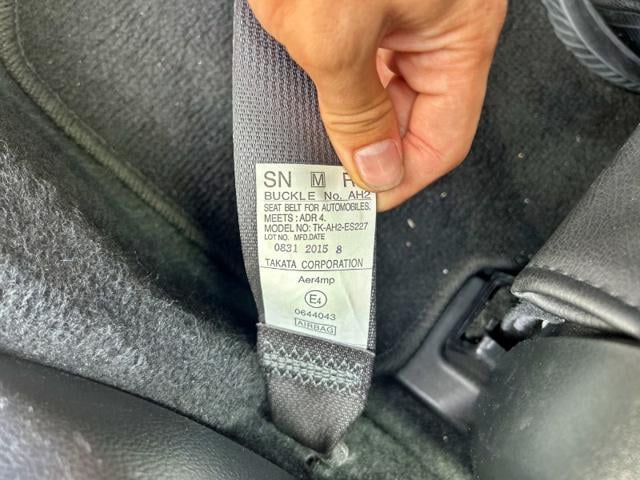 SN M R
BUCKLE No. AH2
SEAT BELT FOR AUTOMOBILES.
MEETS : ADR 4.
MODEL NO: TK-AH2-ES227
LOT NO. MFD.DATE
0831 2015 8
TAKATA CORPORATION
Aer4mp
E4
0644043
AIRBAG